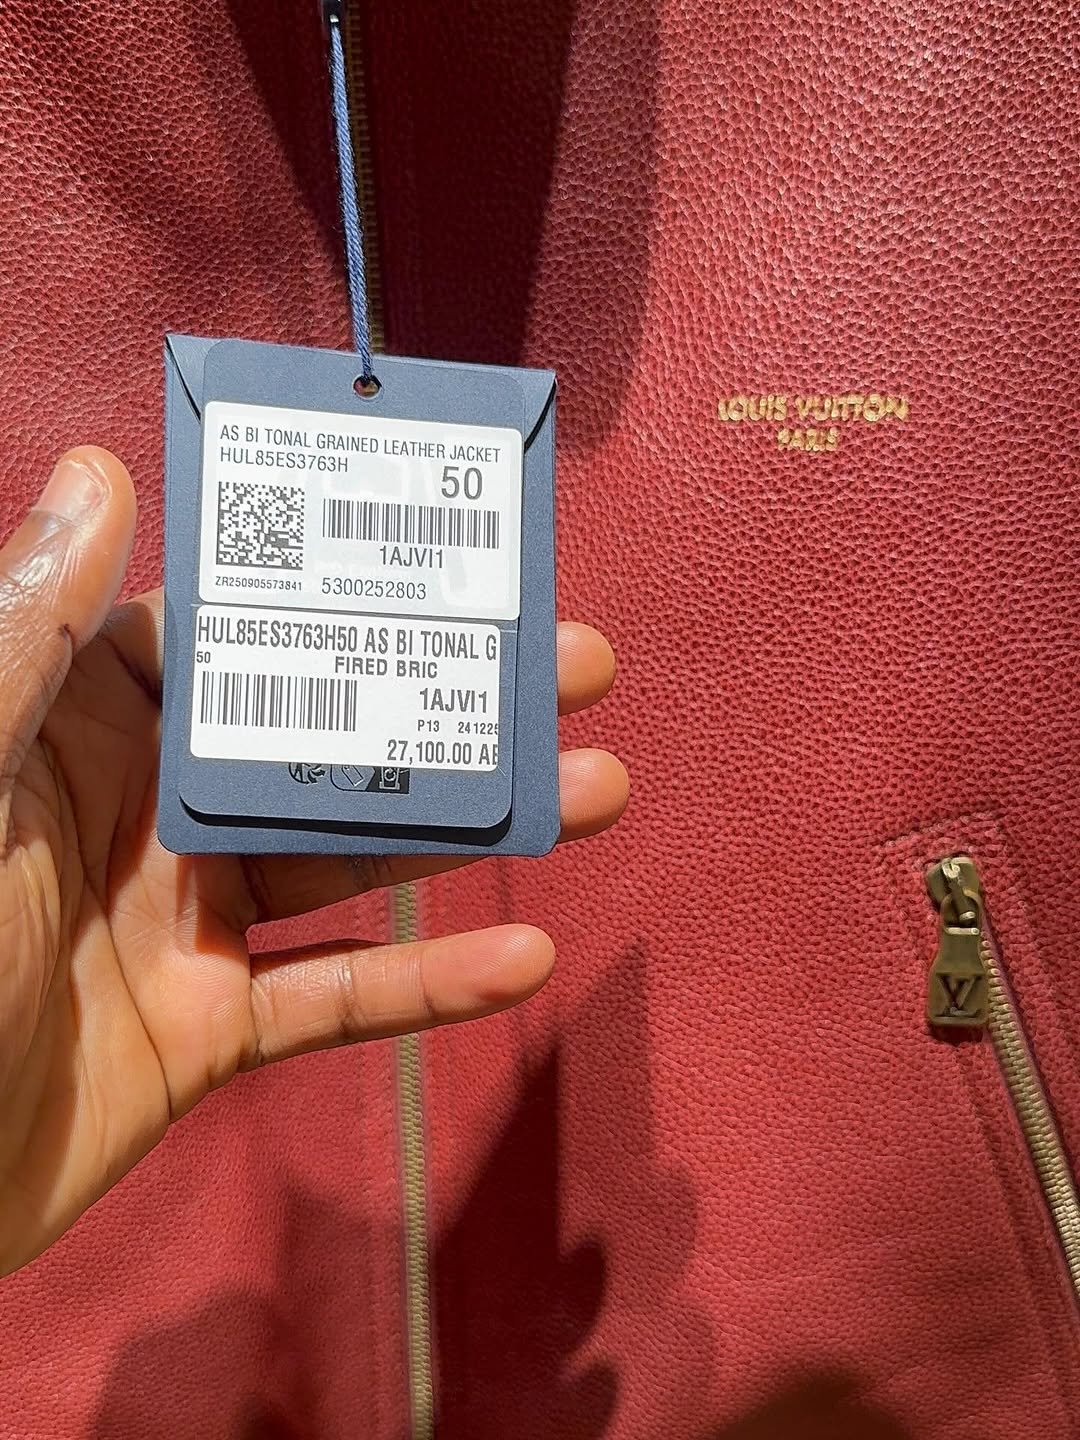 AS BI TONAL GRAINED LEATHER JACKET
HUL85ES3763H
50
1AJVI1
ZR250905573841 5300252803
HUL85ES3763H50 AS BI TONAL G
50 FIRED BRIC
1AJVI1
P13 241225
27,100.00 AE
LOUIS VUITTON
PARIS
LV